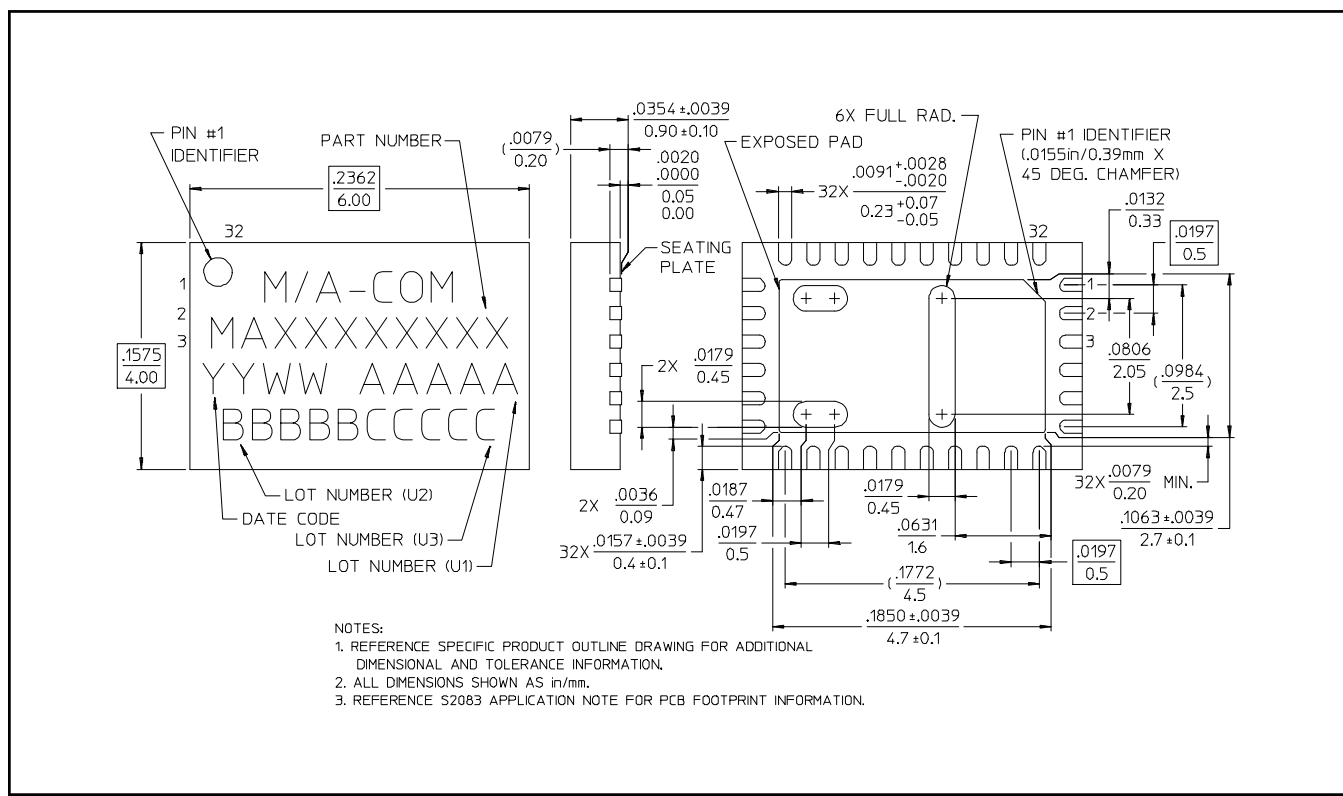 PIN #1
IDENTIFIER
PART NUMBER
.2362
6.00
32
1
2
3
.1575
4.00
M/A-COM
MAXXXXXXXXX
YYWW AAAAA
BBBBBCCCCC
LOT NUMBER (U2)
DATE CODE
LOT NUMBER (U3)
LOT NUMBER (U1)
.0354 ±.0039
0.90 ±0.10
(.0079
0.20)
.0020
.0000
0.05
0.00
SEATING
PLATE
EXPOSED PAD
6X FULL RAD.
PIN #1 IDENTIFIER
(.0155in/0.39mm X
45 DEG. CHAMFER)
32X .0091 +.0028
-.0020
0.23 +0.07
-0.05
32
.0132
0.33
.0197
0.5
1
2
3
2X .0179
0.45
.0806
2.05
(.0984
2.5)
2X .0036
0.09
32X .0157 ±.0039
0.4 ±0.1
.0187
0.47
.0197
0.5
.0179
0.45
.0631
1.6
32X .0079 MIN.
0.20
.1063 ±.0039
2.7 ±0.1
.0197
0.5
(.1772
4.5)
.1850 ±.0039
4.7 ±0.1
NOTES:
1. REFERENCE SPECIFIC PRODUCT OUTLINE DRAWING FOR ADDITIONAL
DIMENSIONAL AND TOLERANCE INFORMATION.
2. ALL DIMENSIONS SHOWN AS in/mm.
3. REFERENCE S2083 APPLICATION NOTE FOR PCB FOOTPRINT INFORMATION.